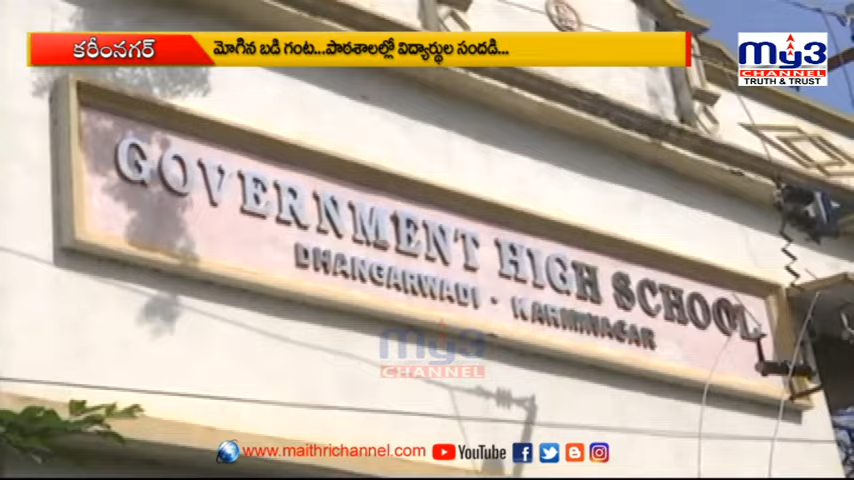 కరీంనగర్ మోగిన బడి గంట...పాఠశాలల్లో విద్యార్థుల సందడి...
my3
CHANNEL
TRUTH & TRUST
GOVERNMENT HIGH SCHOOL
DHANGARWADI - KARIMNAGAR
my3
CHANNEL
www.maithrichannel.com YouTube